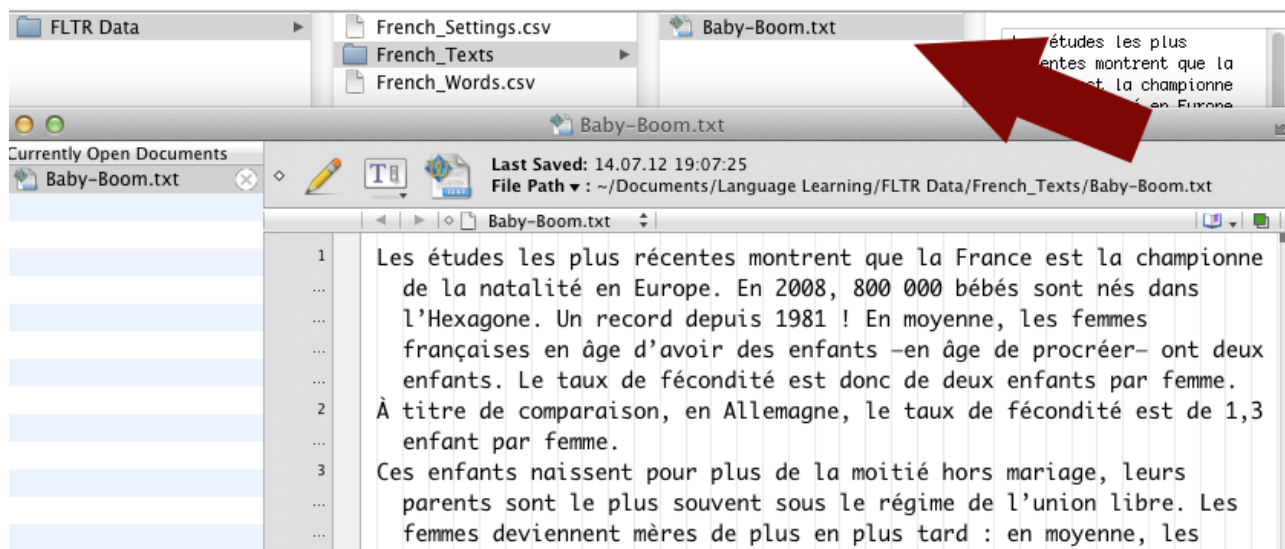 FLTR Data
French_Settings.csv
French_Texts
French_Words.csv
Baby-Boom.txt
études les plus
montrent que la
la championne
en Europe
Baby-Boom.txt
Currently Open Documents
Baby-Boom.txt
Last Saved: 14.07.12 19:07:25
File Path ▾ : ~/Documents/Language Learning/FLTR Data/French_Texts/Baby-Boom.txt
Baby-Boom.txt
1 Les études les plus récentes montrent que la France est la championne
... de la natalité en Europe. En 2008, 800 000 bébés sont nés dans
... l’Hexagone. Un record depuis 1981 ! En moyenne, les femmes
... françaises en âge d’avoir des enfants –en âge de procréer– ont deux
... enfants. Le taux de fécondité est donc de deux enfants par femme.
2 À titre de comparaison, en Allemagne, le taux de fécondité est de 1,3
... enfant par femme.
3 Ces enfants naissent pour plus de la moitié hors mariage, leurs
... parents sont le plus souvent sous le régime de l’union libre. Les
... femmes deviennent mères de plus en plus tard : en moyenne, les